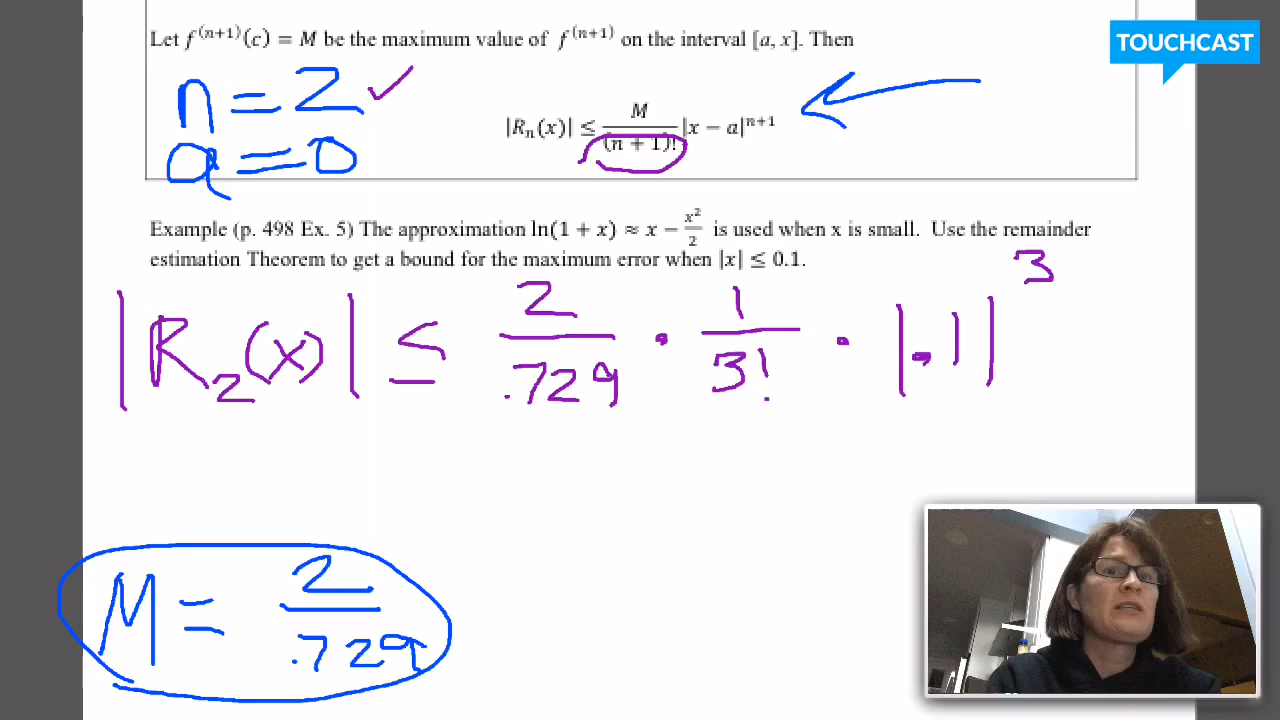 Let f^(n+1)(c) = M be the maximum value of f^(n+1) on the interval [a, x]. Then
TOUCHCAST
n = 2 ✓
|Rₙ(x)| ≤ M/(n + 1)! |x − a|^n+1
a = 0
Example (p. 498 Ex. 5) The approximation ln(1 + x) ≈ x − x²/2 is used when x is small. Use the remainder
estimation Theorem to get a bound for the maximum error when |x| ≤ 0.1.
|R₂(x)| ≤ 2/.729 · 1/3! · |.1|³
M = 2/.729